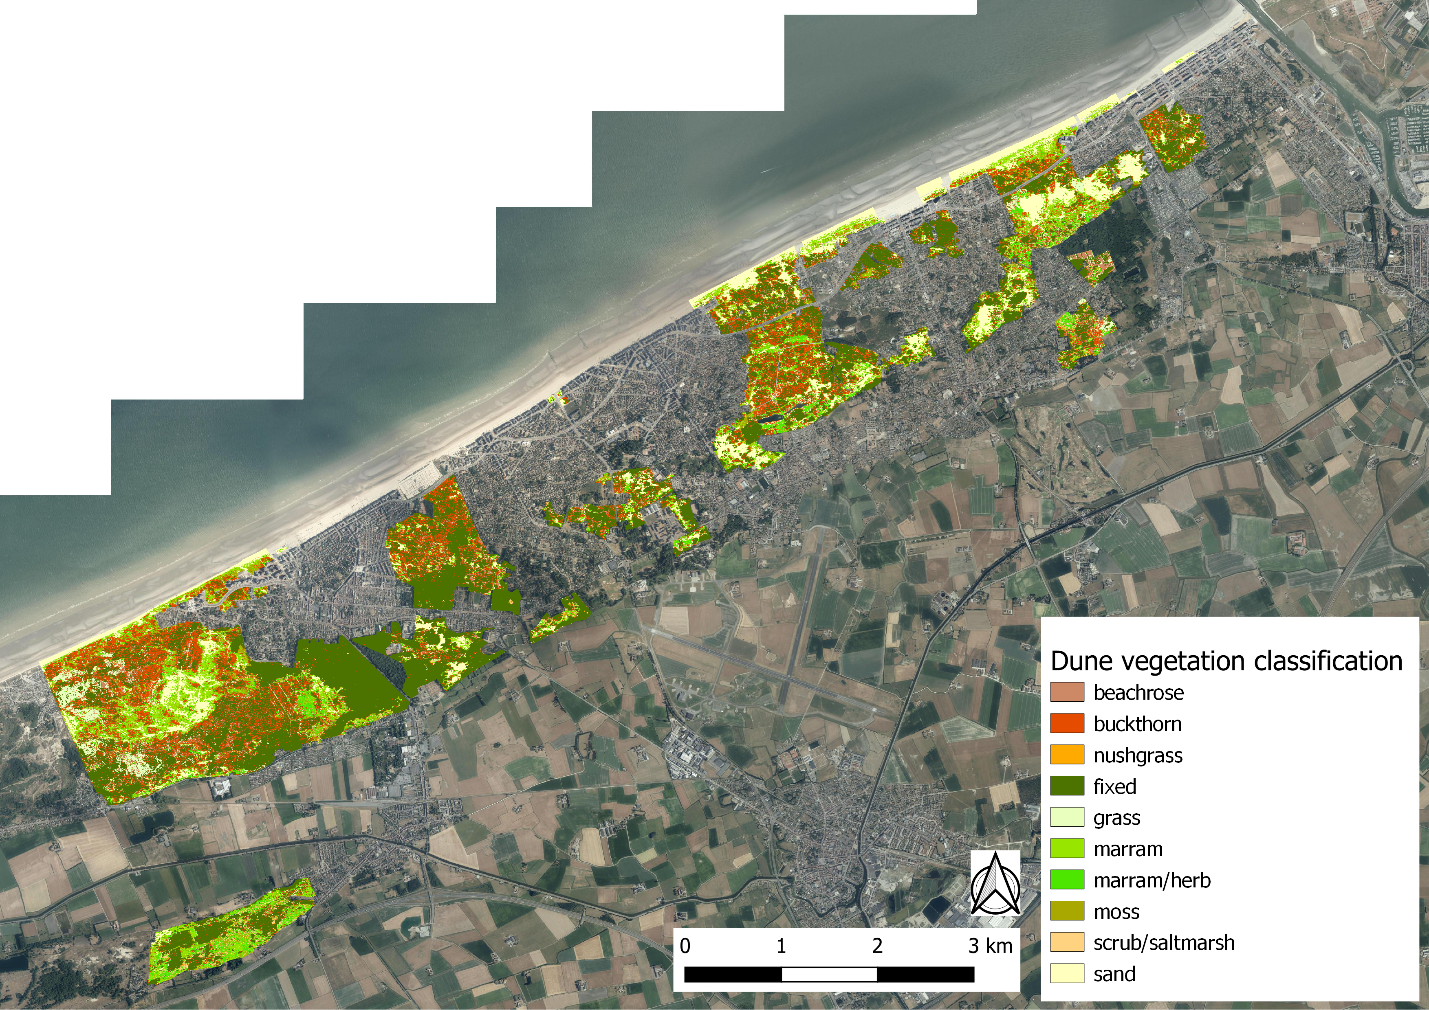 Dune vegetation classification
beachrose
buckthorn
nushgrass
fixed
grass
marram
marram/herb
moss
scrub/saltmarsh
sand
0 1 2 3 km